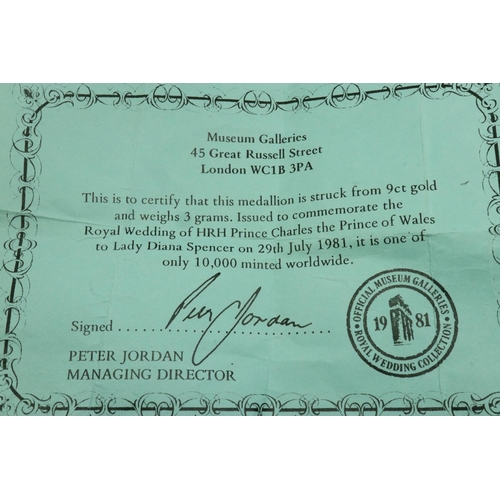 Museum Galleries
45 Great Russell Street
London WC1B 3PA
This is to certify that this medallion is struck from 9ct gold
and weighs 3 grams. Issued to commemorate the
Royal Wedding of HRH Prince Charles the Prince of Wales
to Lady Diana Spencer on 29th July 1981, it is one of
only 10,000 minted worldwide.
Signed Peter Jordan
PETER JORDAN
MANAGING DIRECTOR
OFFICIAL MUSEUM GALLERIES
19 81
ROYAL WEDDING COLLECTION